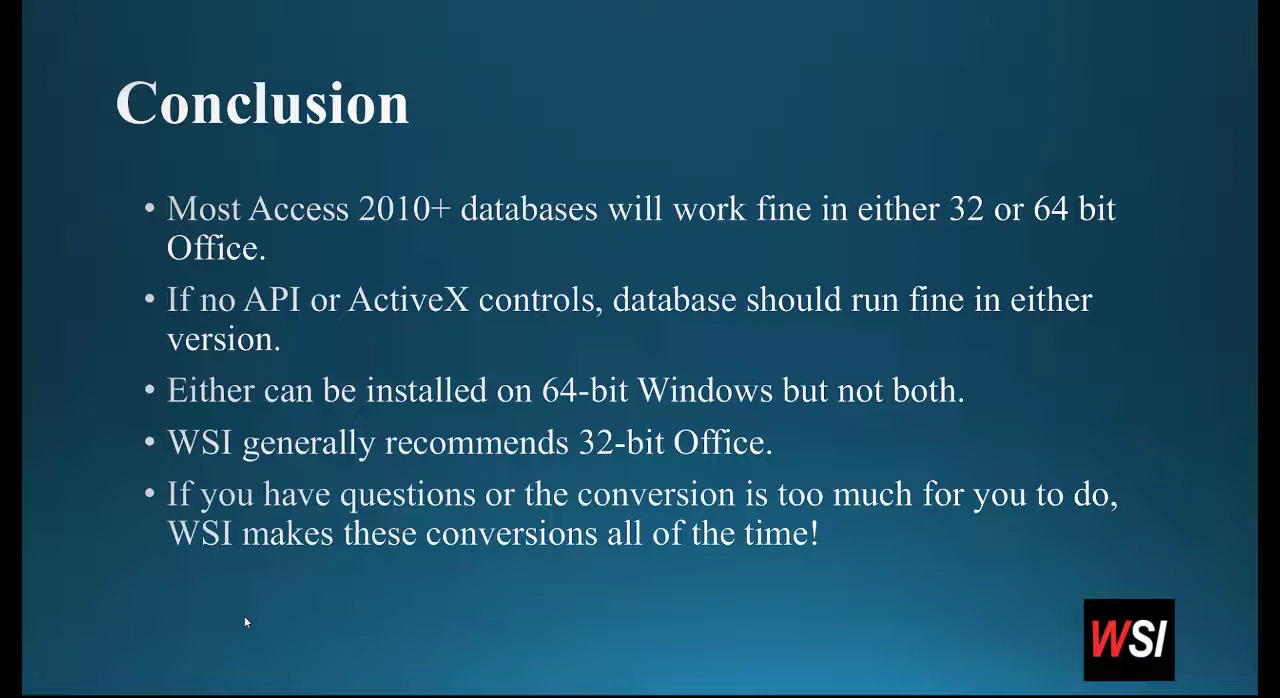 Conclusion
• Most Access 2010+ databases will work fine in either 32 or 64 bit
Office.
• If no API or ActiveX controls, database should run fine in either
version.
• Either can be installed on 64-bit Windows but not both.
• WSI generally recommends 32-bit Office.
• If you have questions or the conversion is too much for you to do,
WSI makes these conversions all of the time!
WSI